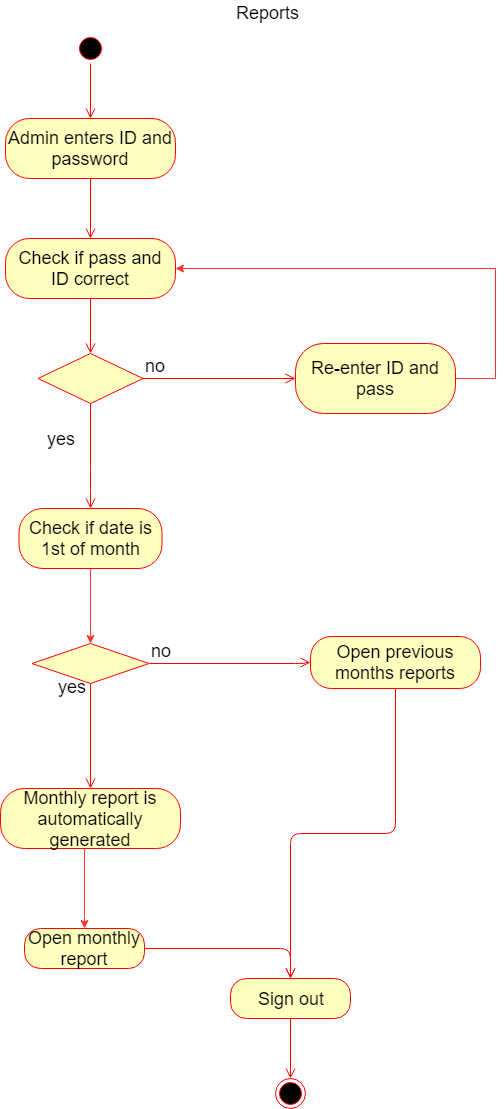 Reports
Admin enters ID and
password
Check if pass and
ID correct
no
Re-enter ID and
pass
yes
Check if date is
1st of month
no
Open previous
months reports
yes
Monthly report is
automatically
generated
Open monthly
report
Sign out